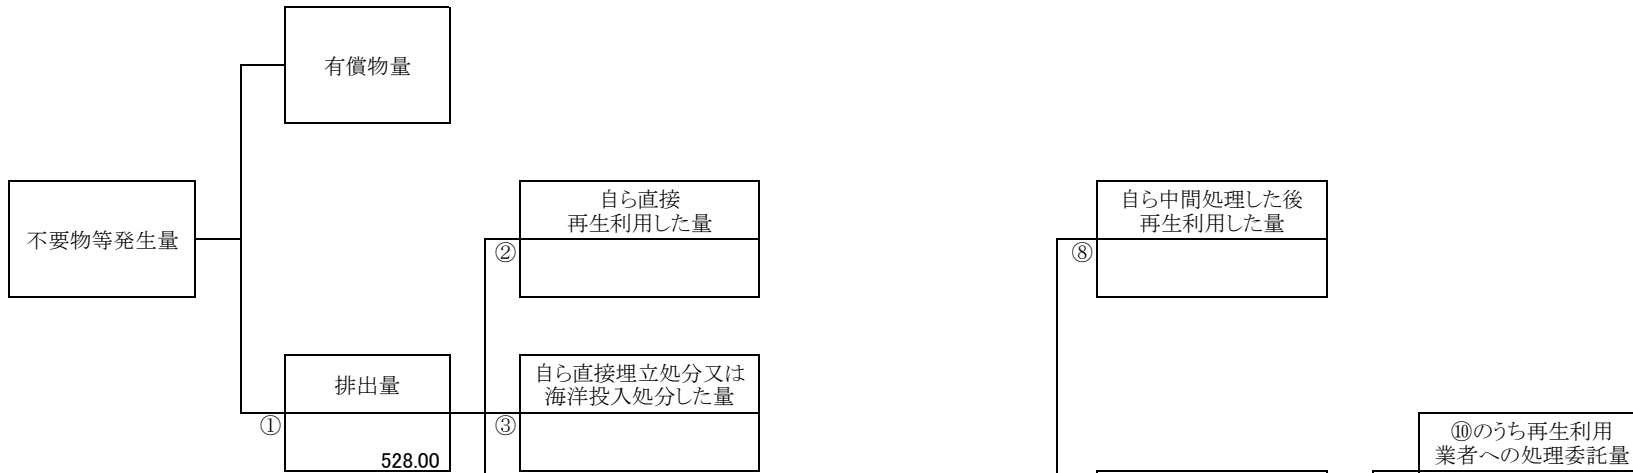 有償物量
不要物等発生量
自ら直接
再生利用した量
②
自ら中間処理した後
再生利用した量
⑧
排出量
①
528.00
自ら直接埋立処分又は
海洋投入処分した量
③
⑩のうち再生利用
業者への処理委託量